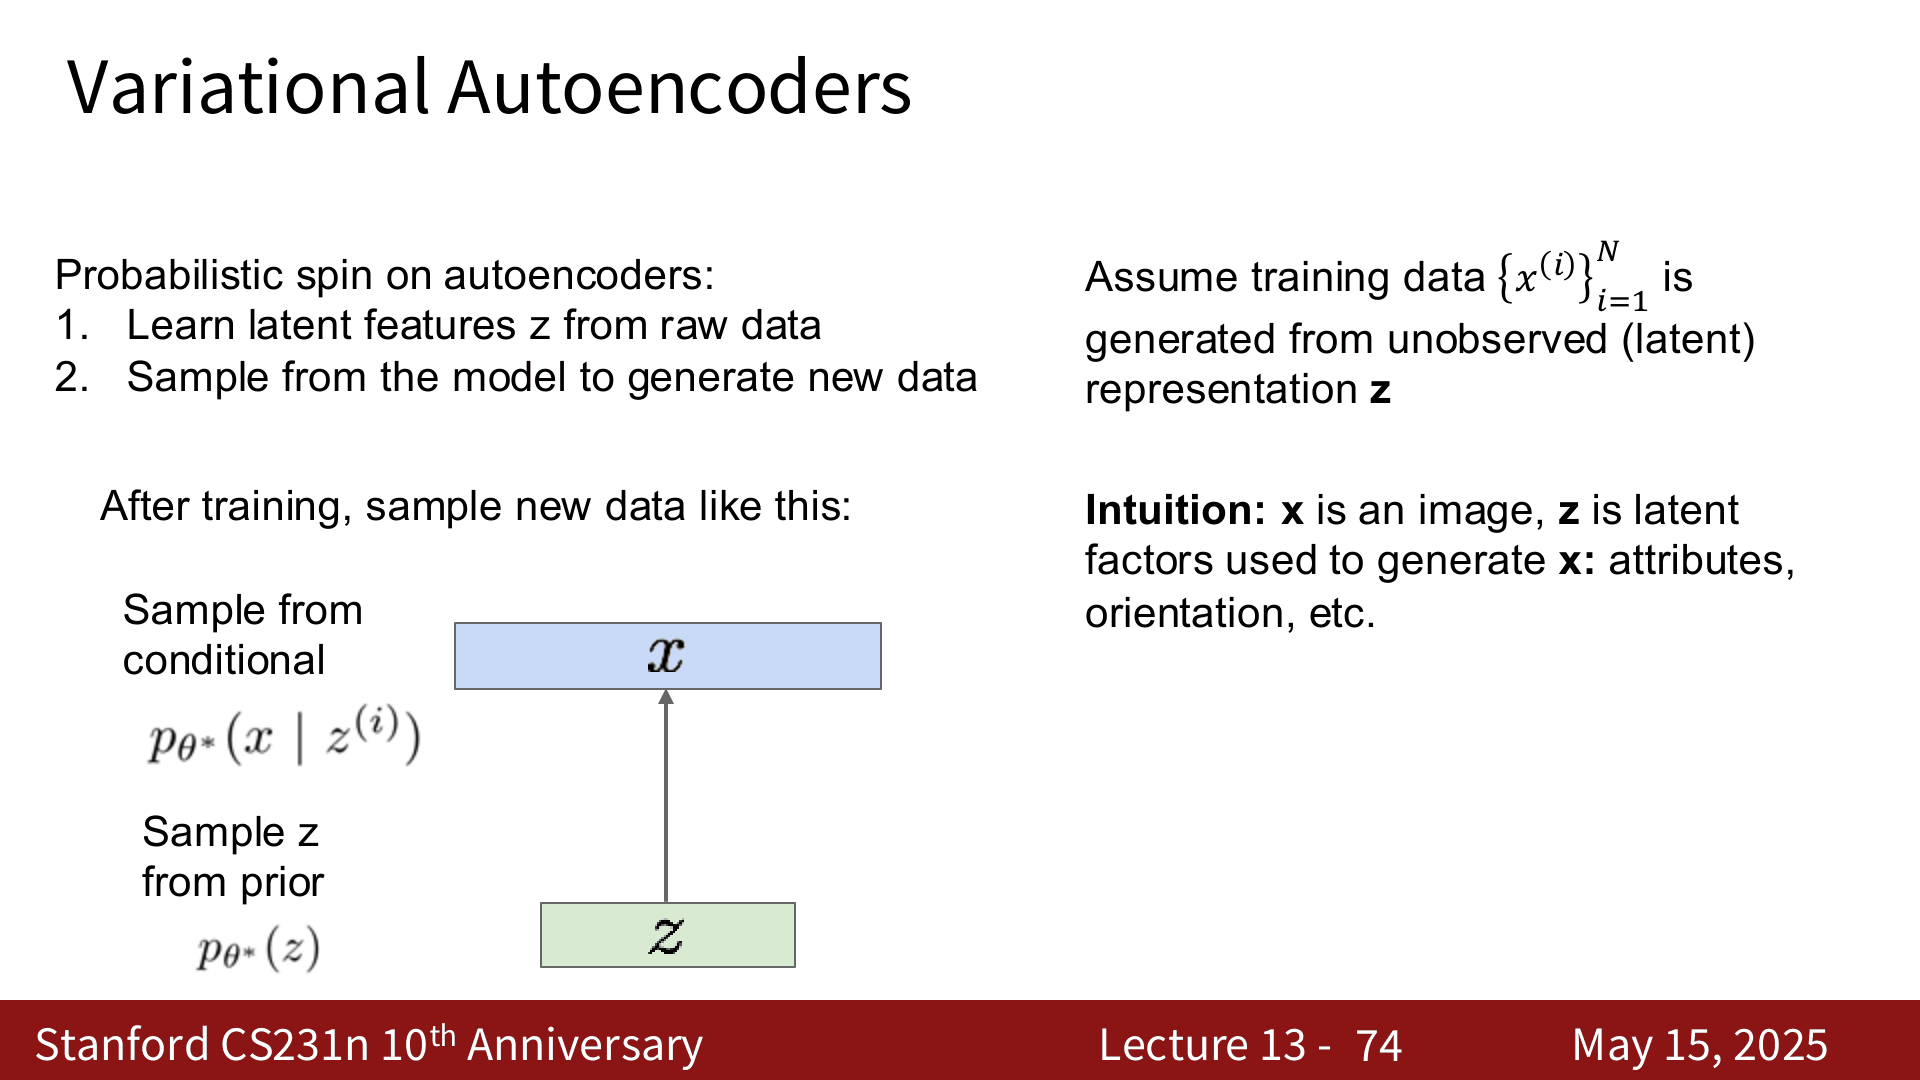 Variational Autoencoders
Probabilistic spin on autoencoders:
1. Learn latent features z from raw data
2. Sample from the model to generate new data
After training, sample new data like this:
Sample from
conditional
p_{θ*}(x | z^{(i)})
x
Sample z
from prior
p_{θ*}(z)
z
Assume training data {x^{(i)}}_{i=1}^{N} is
generated from unobserved (latent)
representation z
Intuition: x is an image, z is latent
factors used to generate x: attributes,
orientation, etc.
Stanford CS231n 10th Anniversary
Lecture 13 - 74
May 15, 2025